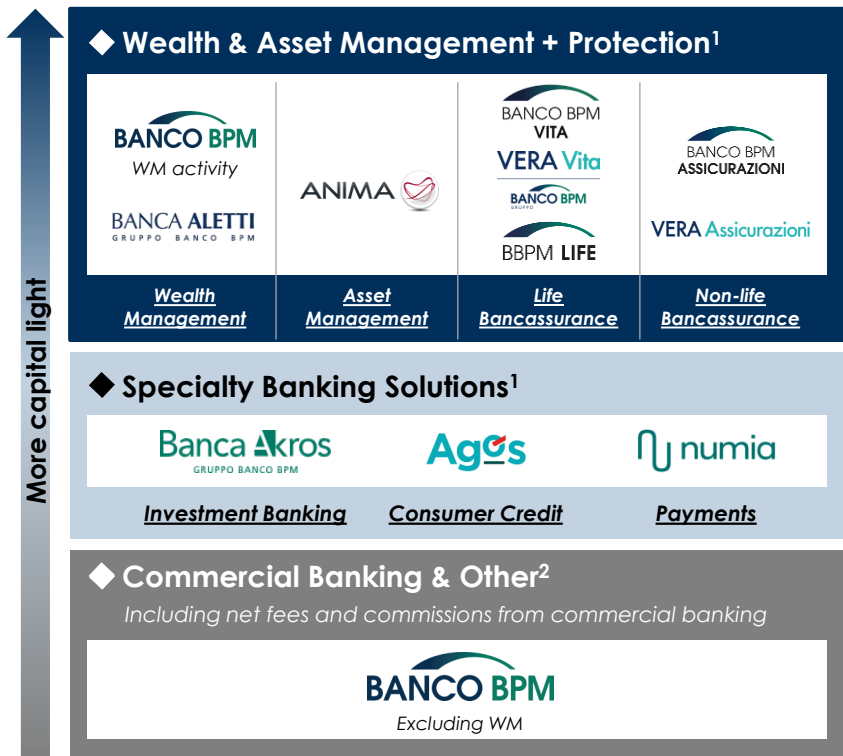 More capital light
◆ Wealth & Asset Management + Protection¹
BANCO BPM
WM activity
BANCA ALETTI
GRUPPO BANCO BPM
Wealth
Management
ANIMA
Asset
Management
BANCO BPM
VITA
VERA Vita
BANCO BPM
GRUPPO
BBPM LIFE
Life
Bancassurance
BANCO BPM
ASSICURAZIONI
VERA Assicurazioni
Non-life
Bancassurance
◆ Specialty Banking Solutions¹
Banca Akros
GRUPPO BANCO BPM
Investment Banking
Agos
Consumer Credit
numia
Payments
◆ Commercial Banking & Other²
Including net fees and commissions from commercial banking
BANCO BPM
Excluding WM